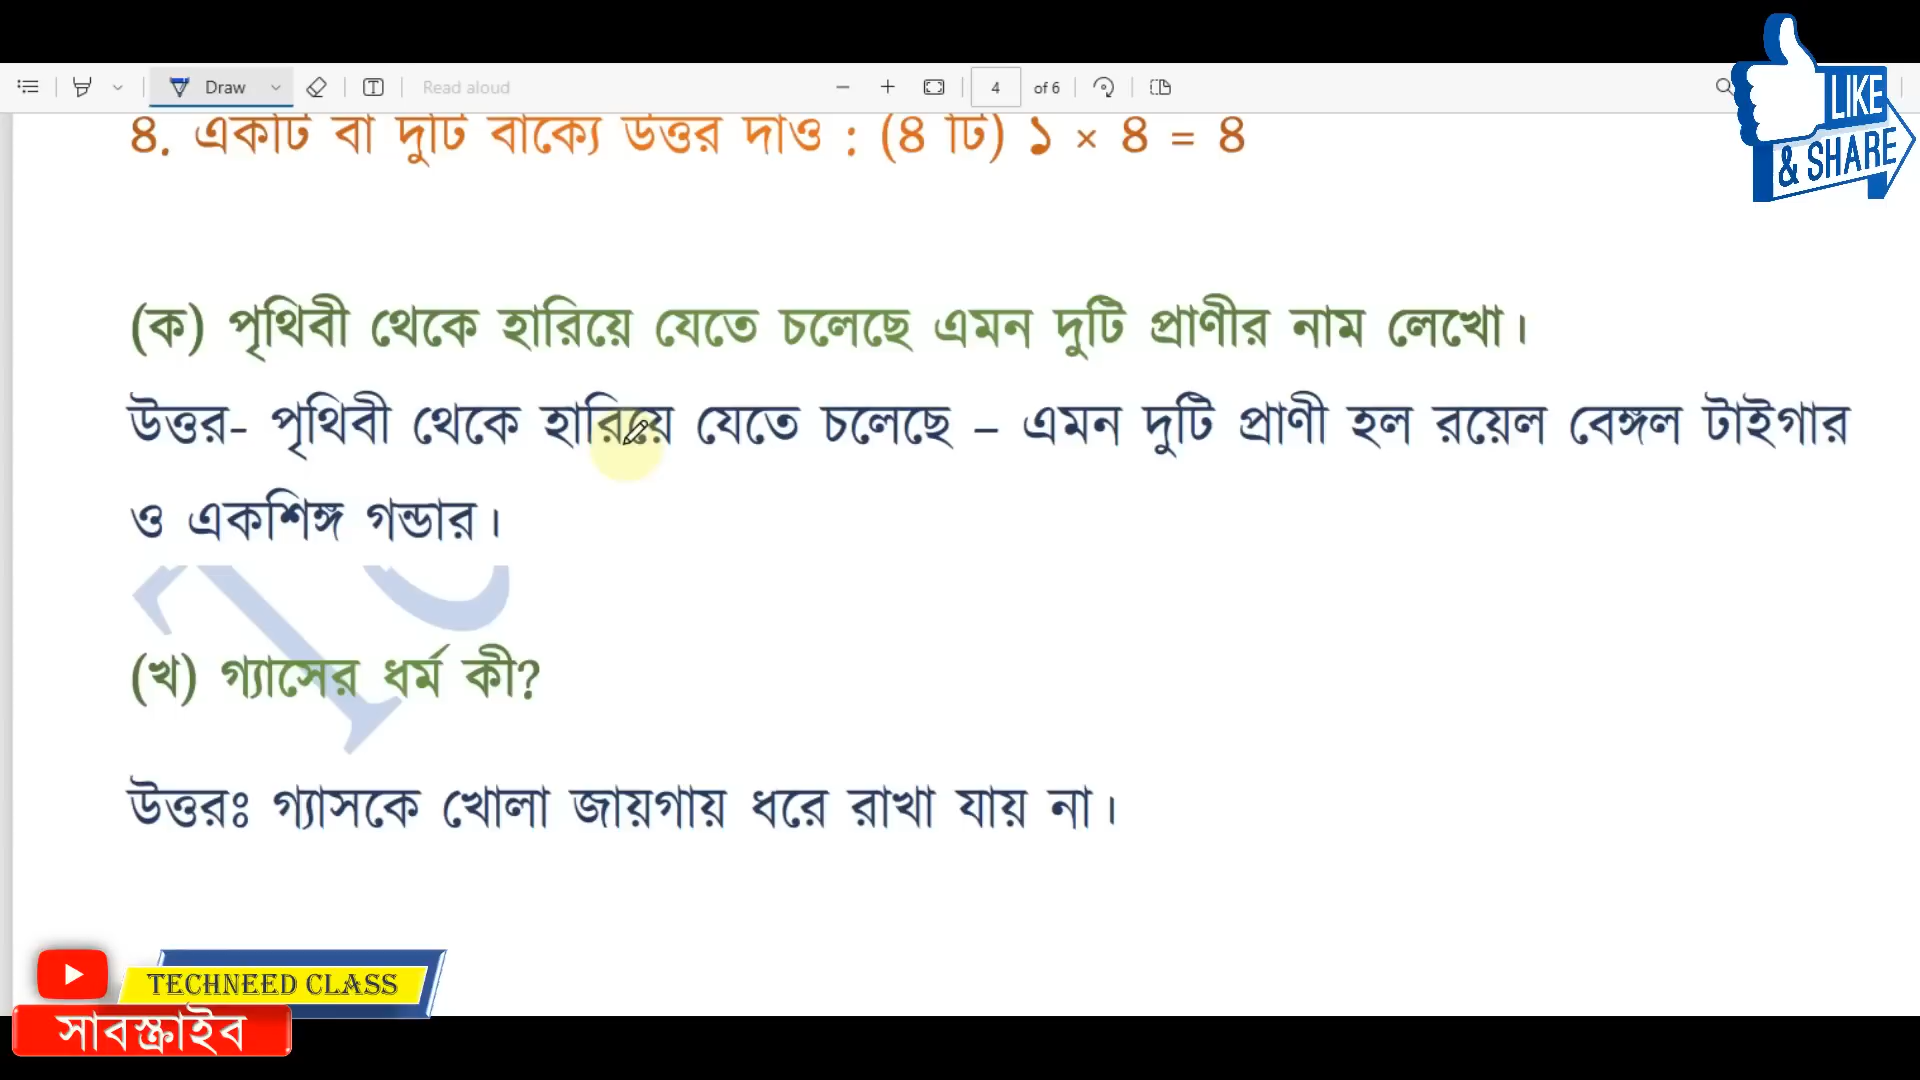 Draw
Read aloud
4 of 6
LIKE
& SHARE
৪. একটি বা দুটি বাক্যে উত্তর দাও : (৪ টি) ১ × ৪ = ৪
(ক) পৃথিবী থেকে হারিয়ে যেতে চলেছে এমন দুটি প্রাণীর নাম লেখো।
উত্তর- পৃথিবী থেকে হারিয়ে যেতে চলেছে – এমন দুটি প্রাণী হল রয়েল বেঙ্গল টাইগার
ও একশিঙ্গ গন্ডার।
(খ) গ্যাসের ধর্ম কী?
উত্তরঃ গ্যাসকে খোলা জায়গায় ধরে রাখা যায় না।
TECHNEED CLASS
সাবস্ক্রাইব